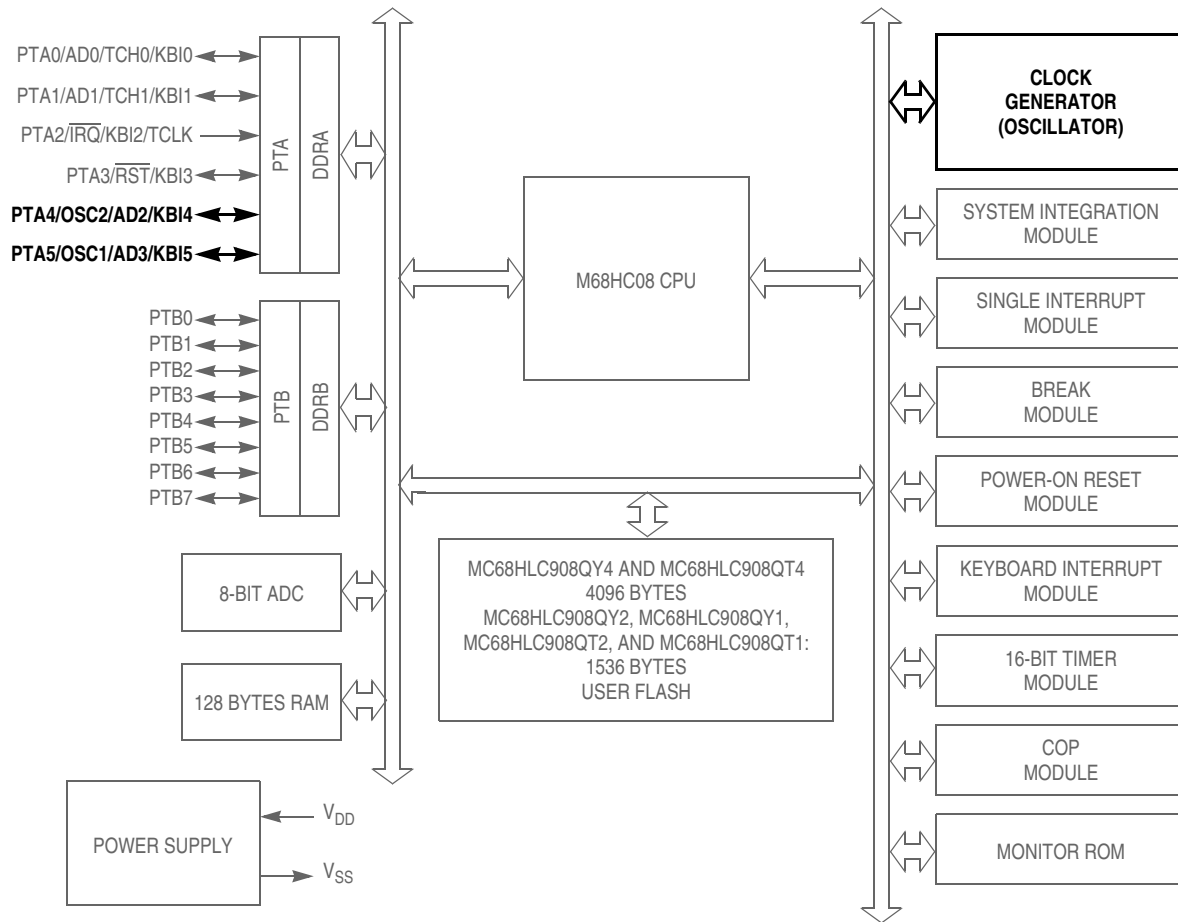 PTA0/AD0/TCH0/KBI0
PTA1/AD1/TCH1/KBI1
PTA2/IRQ/KBI2/TCLK
PTA3/RST/KBI3
PTA4/OSC2/AD2/KBI4
PTA5/OSC1/AD3/KBI5
PTA
DDRA
PTB0
PTB1
PTB2
PTB3
PTB4
PTB5
PTB6
PTB7
PTB
DDRB
8-BIT ADC
128 BYTES RAM
POWER SUPPLY
VDD
VSS
M68HC08 CPU
MC68HLC908QY4 AND MC68HLC908QT4
4096 BYTES
MC68HLC908QY2, MC68HLC908QY1,
MC68HLC908QT2, AND MC68HLC908QT1:
1536 BYTES
USER FLASH
CLOCK
GENERATOR
(OSCILLATOR)
SYSTEM INTEGRATION
MODULE
SINGLE INTERRUPT
MODULE
BREAK
MODULE
POWER-ON RESET
MODULE
KEYBOARD INTERRUPT
MODULE
16-BIT TIMER
MODULE
COP
MODULE
MONITOR ROM